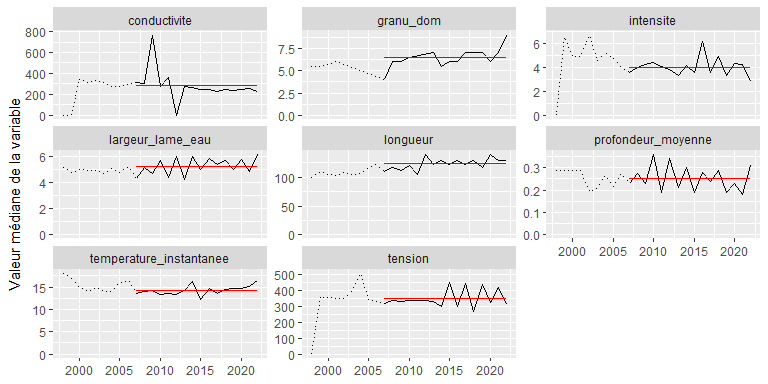 conductivite
granu_dom
intensite
800
600
400
200
0
7.5
5.0
2.5
0.0
6
4
2
0
largeur_lame_eau
longueur
profondeur_moyenne
6
4
2
0
100
50
0
0.3
0.2
0.1
0.0
2000 2005 2010 2015 2020
temperature_instantanee
tension
15
10
5
0
500
400
300
200
100
0
2000 2005 2010 2015 2020
2000 2005 2010 2015 2020
Valeur médiane de la variable